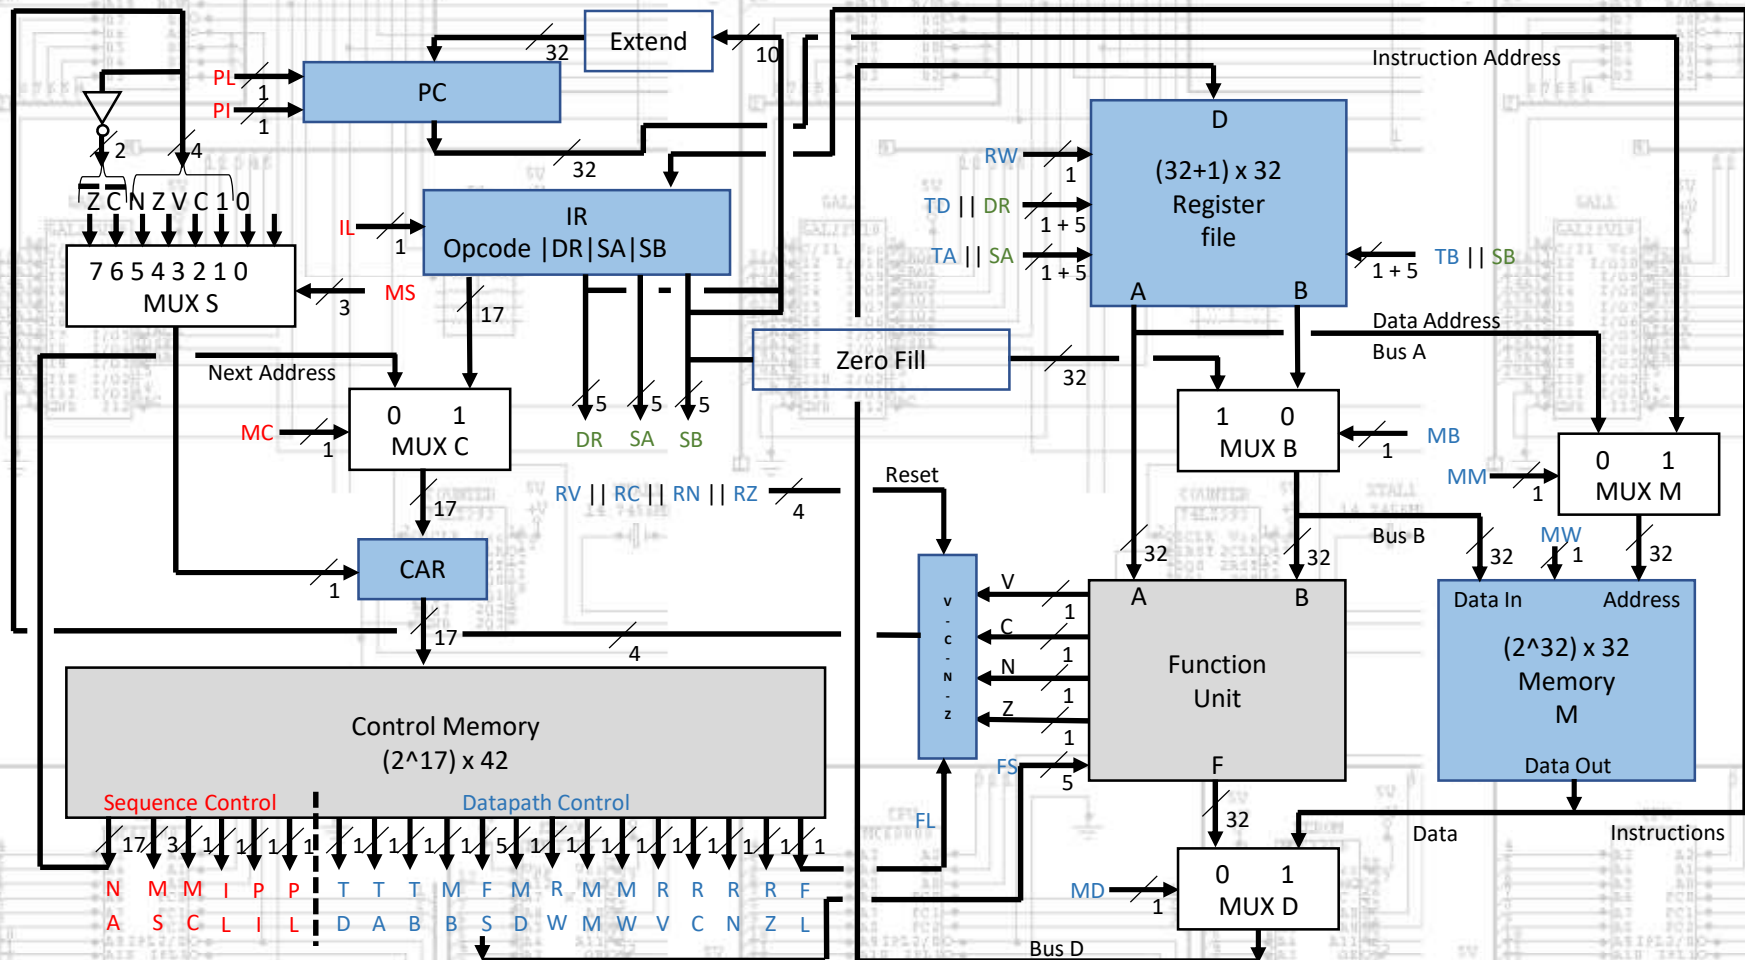 Extend
32
10
PL
1
PC
PI
1
32
Instruction Address
2
4
Z C N Z V C 1 0
7 6 5 4 3 2 1 0
MUX S
MS
3
IL
1
IR
Opcode |DR|SA|SB
17
D
(32+1) x 32
Register
file
A
B
RW
1
TD || DR
1 + 5
TA || SA
1 + 5
TB || SB
1 + 5
Data Address
Bus A
Zero Fill
32
Next Address
0 1
MUX C
MC
1
5
5
5
DR
SA
SB
1 0
MUX B
MB
1
0 1
MUX M
MM
1
RV || RC || RN || RZ
4
Reset
17
CAR
1
17
4
32
32
Bus B
32
MW
1
32
V
-
C
-
N
-
Z
V
1
C
1
N
1
Z
1
FS
5
FL
A
B
Function
Unit
F
32
Data In
Address
(2^32) x 32
Memory
M
Data Out
Data
Instructions
Control Memory
(2^17) x 42
Sequence Control
Datapath Control
17 3 1 1 1 1 1 1 1 1 5 1 1 1 1 1 1 1 1 1
N M M I P P T T T M F M R M M R R R R F
A S C L I L D A B B S D W M W V C N Z L
MD
1
0 1
MUX D
Bus D